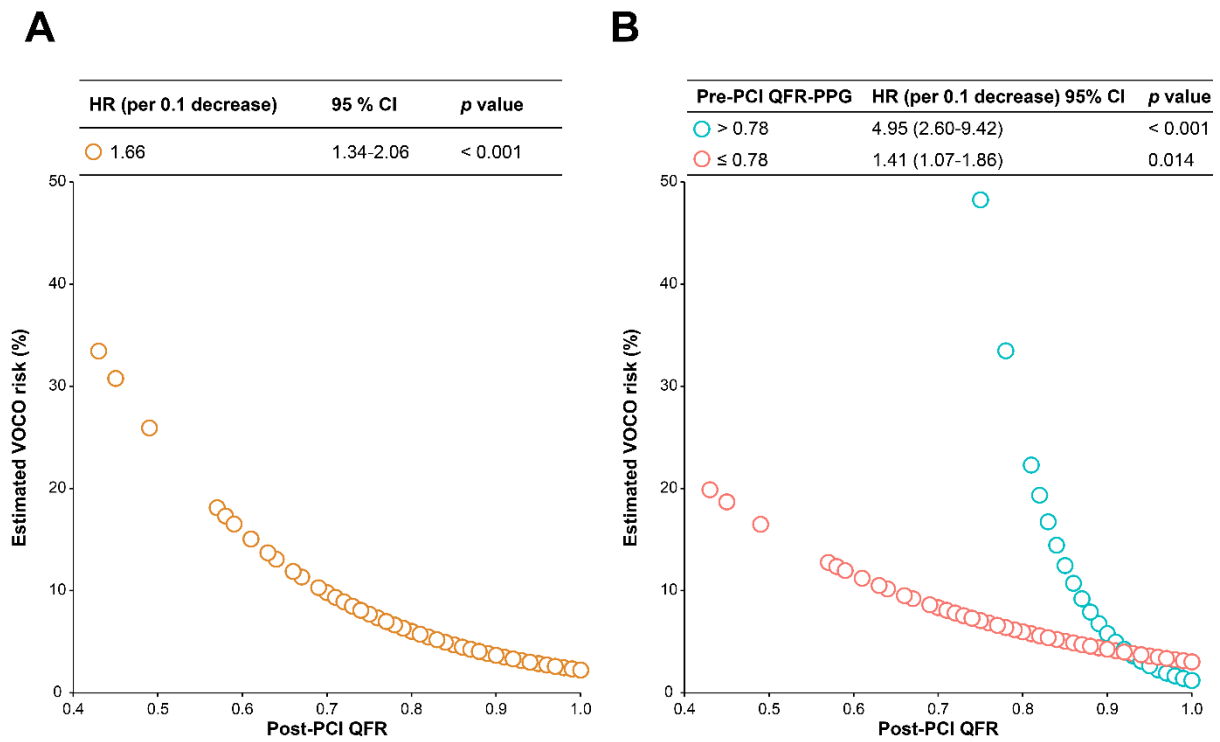 A
HR (per 0.1 decrease) 95 % CI p value
1.66 1.34-2.06 < 0.001
50
40
30
20
10
0
Estimated VOCO risk (%)
0.4 0.5 0.6 0.7 0.8 0.9 1.0
Post-PCI QFR
B
Pre-PCI QFR-PPG HR (per 0.1 decrease) 95% CI p value
> 0.78 4.95 (2.60-9.42) < 0.001
≤ 0.78 1.41 (1.07-1.86) 0.014
50
40
30
20
10
0
Estimated VOCO risk (%)
0.4 0.5 0.6 0.7 0.8 0.9 1.0
Post-PCI QFR